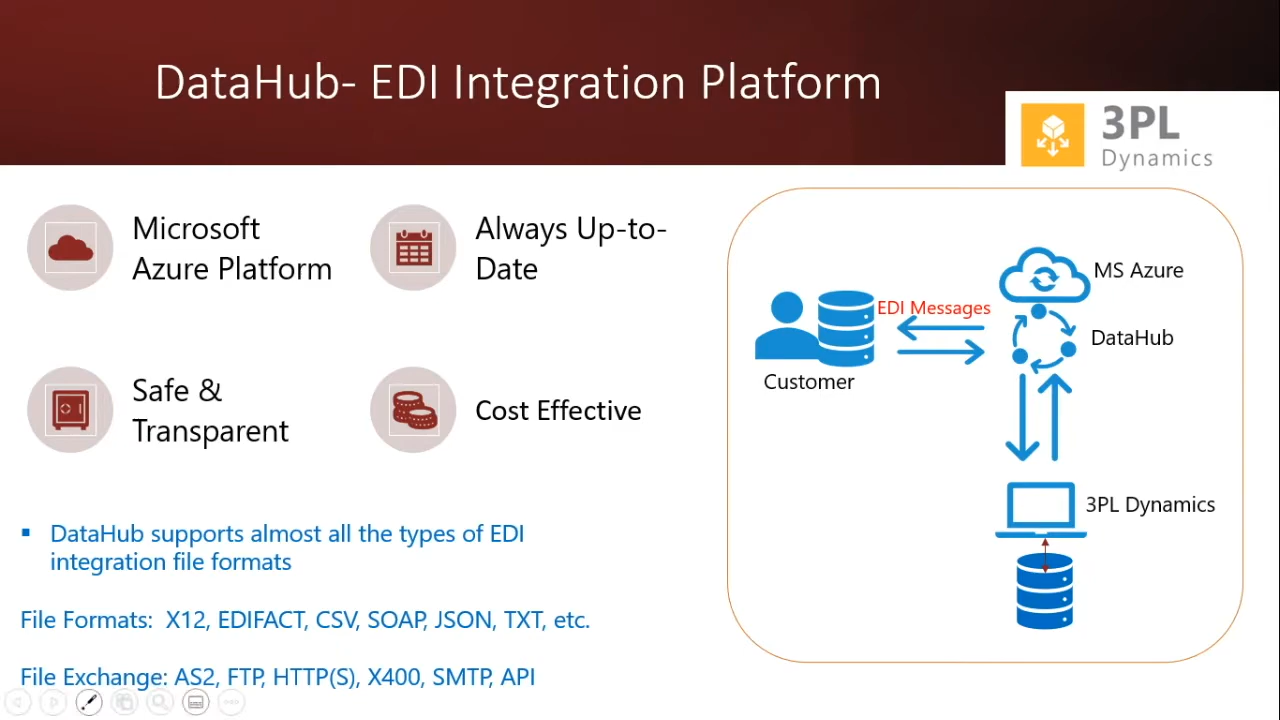 DataHub- EDI Integration Platform
3PL
Dynamics
Microsoft
Azure Platform
Always Up-to-
Date
Safe &
Transparent
Cost Effective
DataHub supports almost all the types of EDI
integration file formats
File Formats:  X12, EDIFACT, CSV, SOAP, JSON, TXT, etc.
File Exchange: AS2, FTP, HTTP(S), X400, SMTP, API
MS Azure
EDI Messages
DataHub
Customer
3PL Dynamics